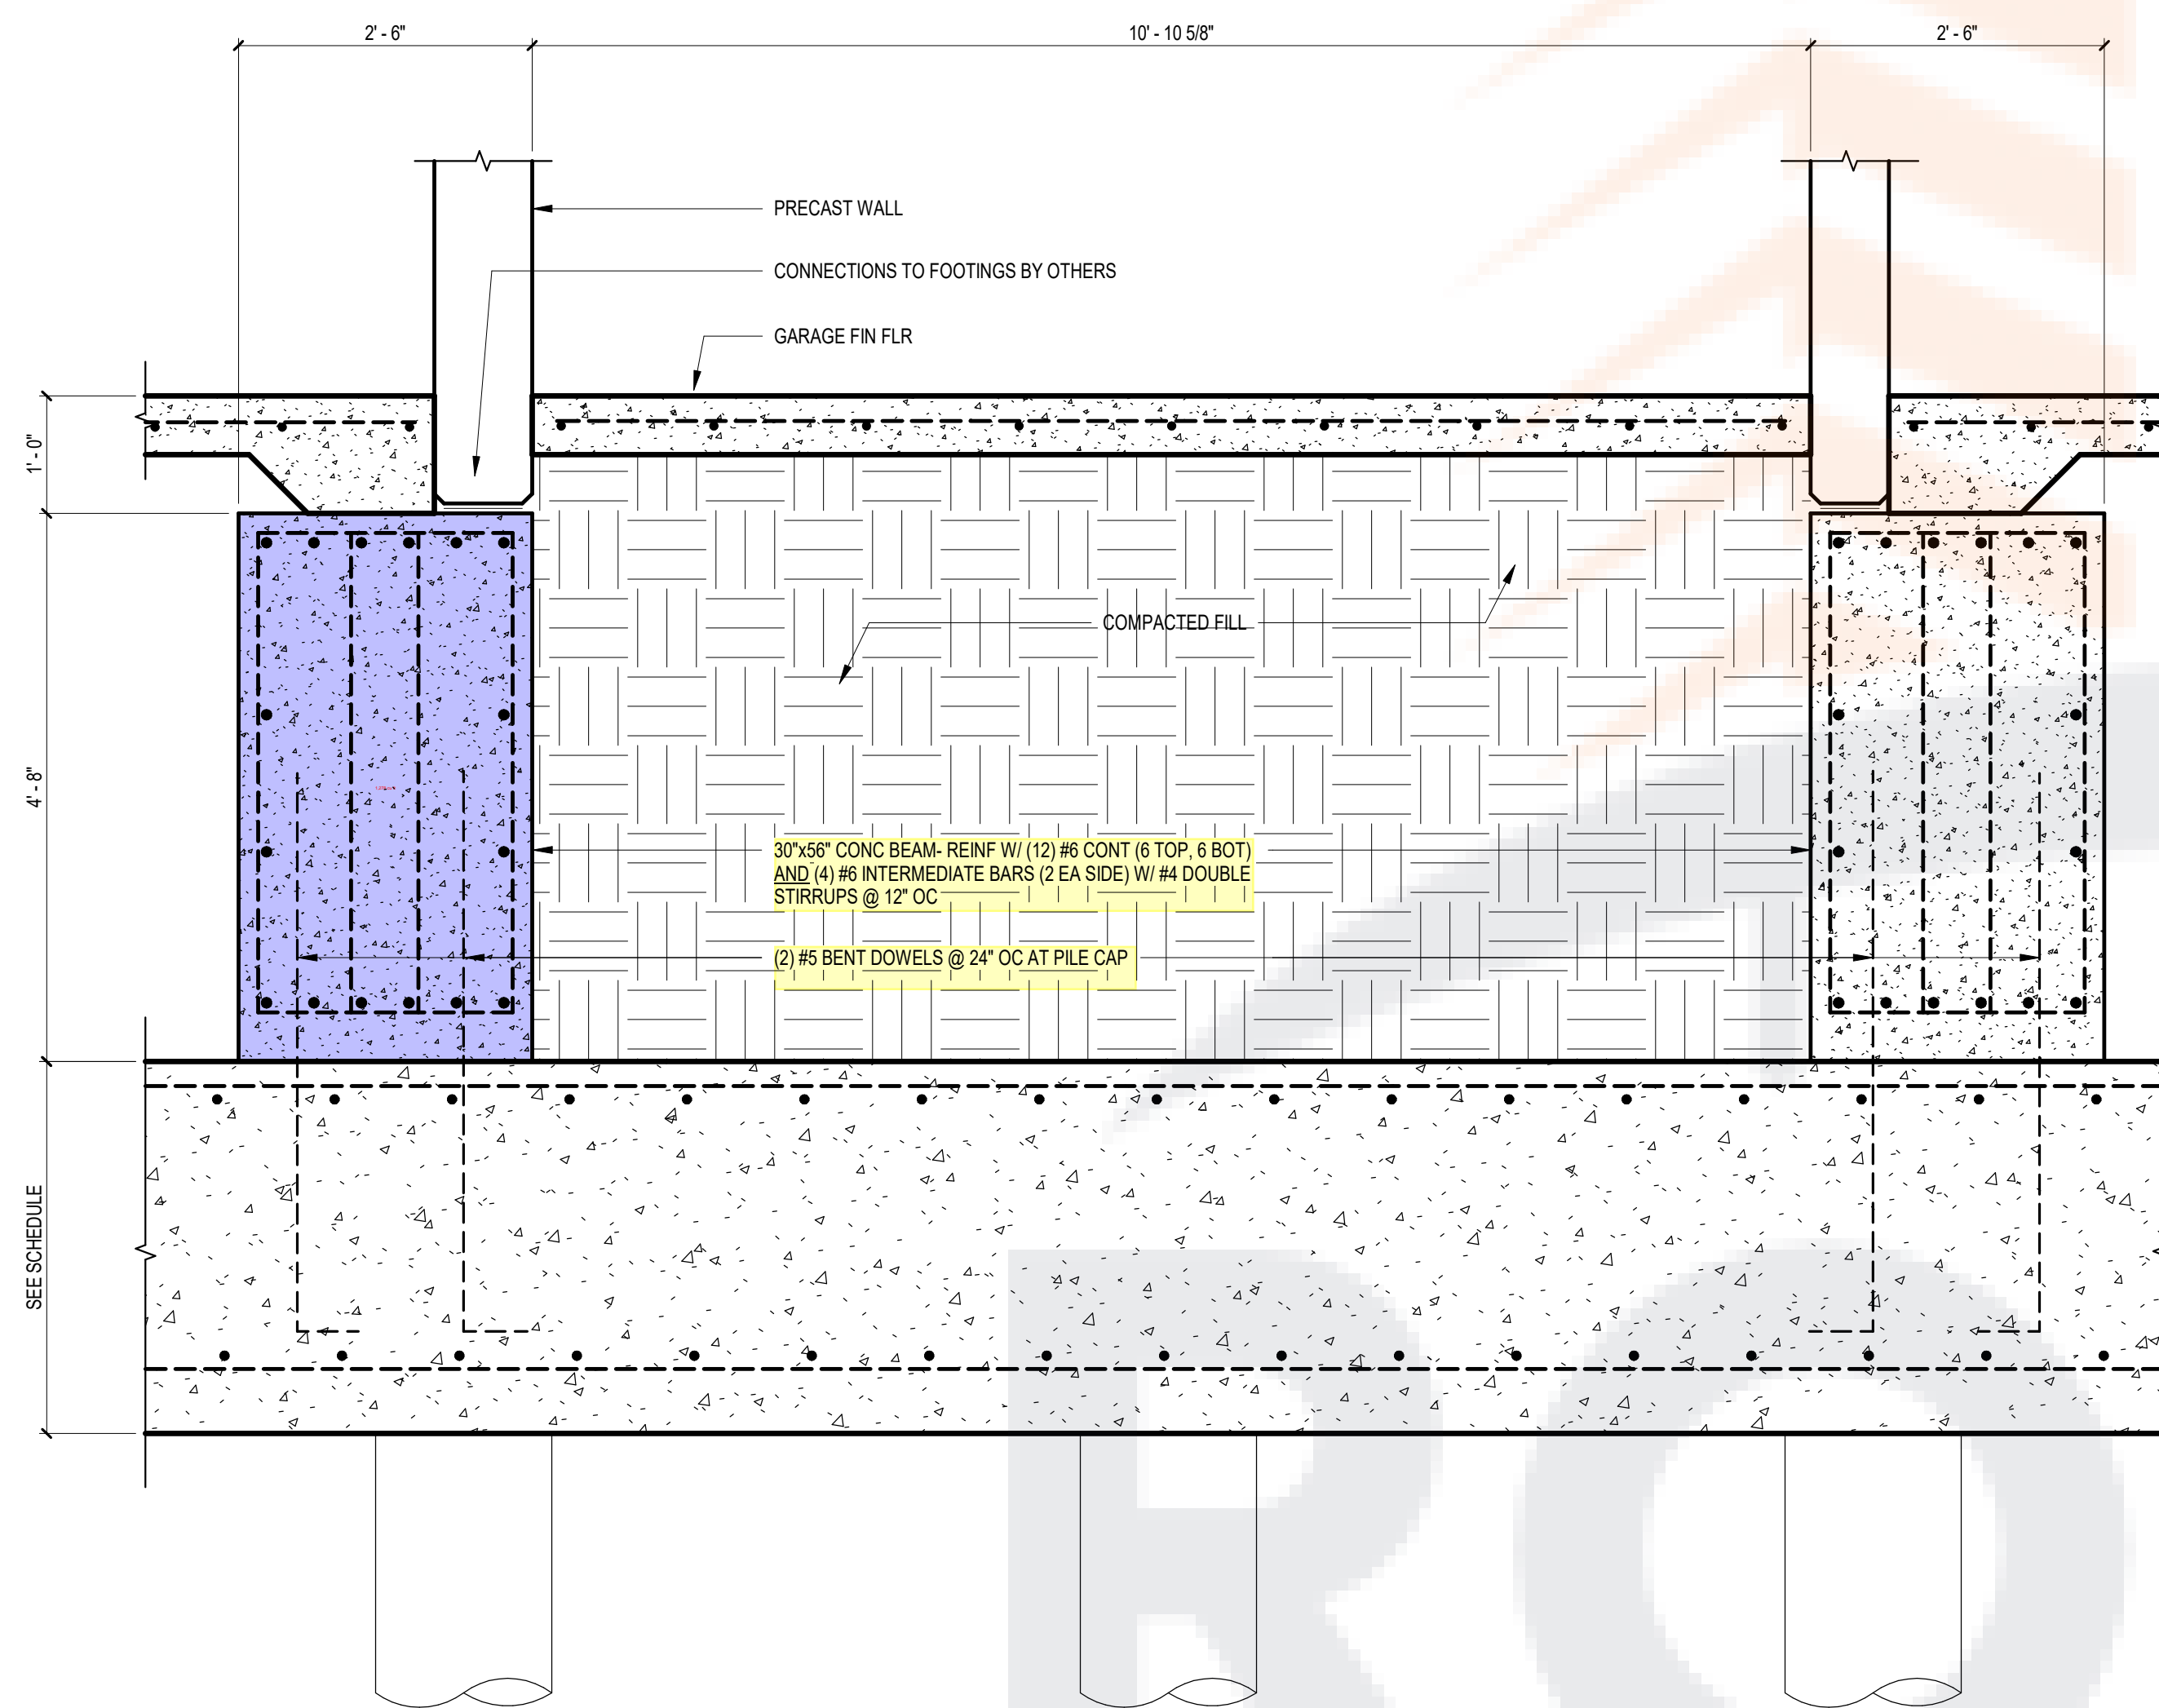 2' - 6"
10' - 10 5/8"
2' - 6"
PRECAST WALL
CONNECTIONS TO FOOTINGS BY OTHERS
GARAGE FIN FLR
1' - 0"
COMPACTED FILL
4' - 8"
30"x56" CONC BEAM- REINF W/ (12) #6 CONT (6 TOP, 6 BOT)
AND (4) #6 INTERMEDIATE BARS (2 EA SIDE) W/ #4 DOUBLE
STIRRUPS @ 12" OC
(2) #5 BENT DOWELS @ 24" OC AT PILE CAP
SEE SCHEDULE